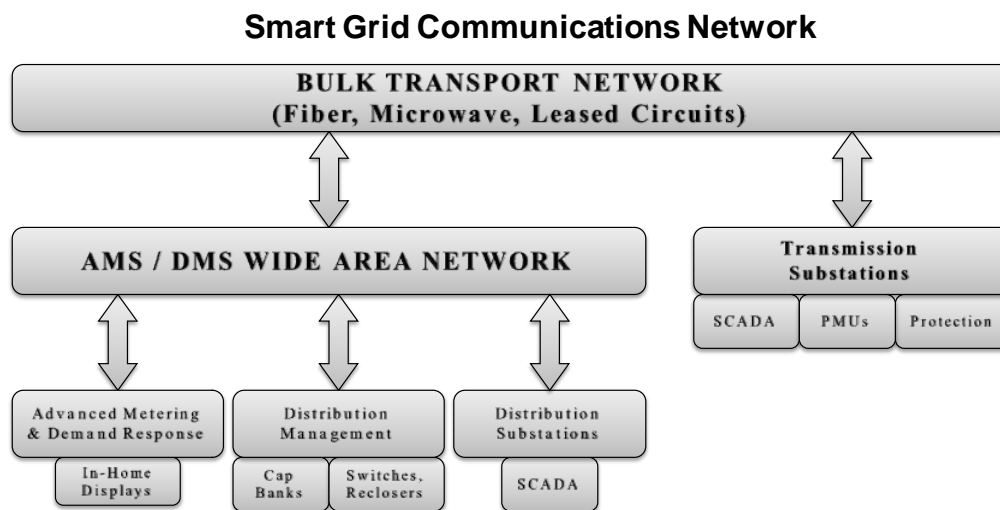 Smart Grid Communications Network
BULK TRANSPORT NETWORK
(Fiber, Microwave, Leased Circuits)
AMS / DMS WIDE AREA NETWORK
Transmission
Substations
SCADA
PMUs
Protection
Advanced Metering
& Demand Response
In-Home
Displays
Distribution
Management
Cap
Banks
Switches,
Reclosers
Distribution
Substations
SCADA